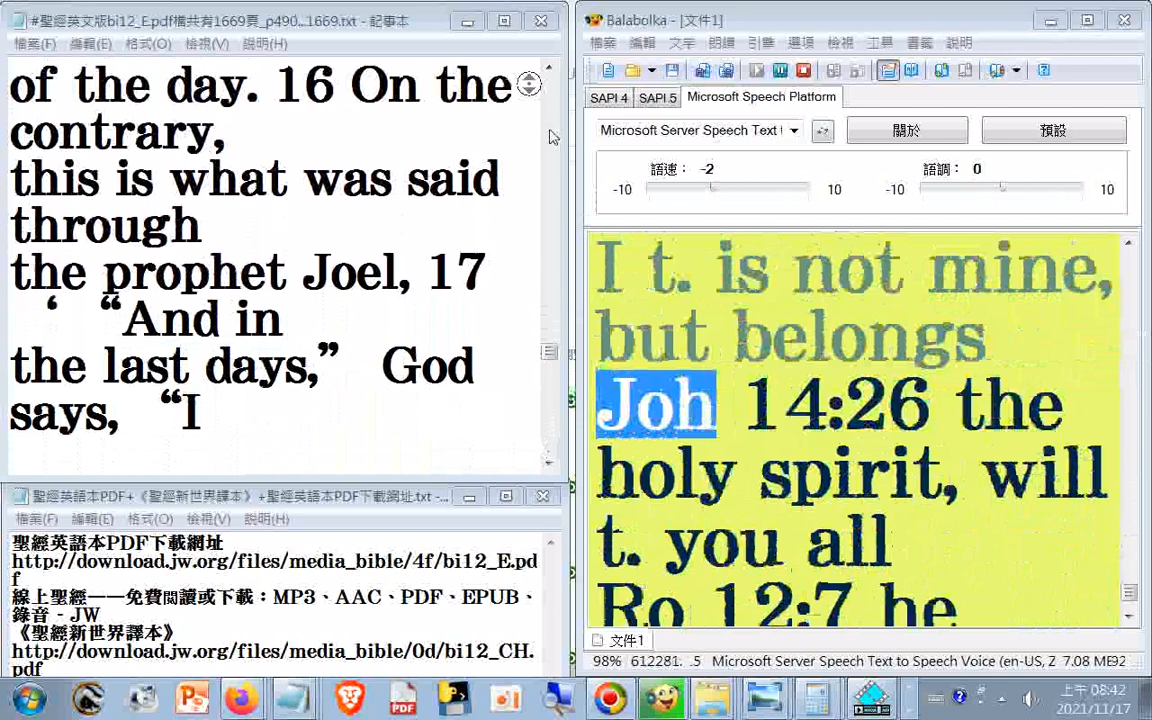 #聖經英文版bi12_E.pdf橫共有1669頁_p490..._1669.txt - 記事本
檔案(F) 編輯(E) 格式(O) 檢視(V) 說明(H)
of the day. 16 On the
contrary,
this is what was said
through
the prophet Joel, 17
‘ “And in
the last days,” God
says, “I
聖經英語本PDF+《聖經新世界譯本》+聖經英語本PDF下載網址.txt - ...
檔案(F) 編輯(E) 格式(O) 檢視(V) 說明(H)
聖經英語本PDF下載網址
http://download.jw.org/files/media_bible/4f/bi12_E.pd
f
線上聖經——免費閱讀或下載：MP3、AAC、PDF、EPUB、
錄音 - JW
《聖經新世界譯本》
http://download.jw.org/files/media_bible/0d/bi12_CH.
pdf
Balabolka - [文件1]
檔案 編輯 文字 朗讀 引擎 選項 檢視 工具 書籤 說明
SAPI 4 SAPI 5 Microsoft Speech Platform
Microsoft Server Speech Text 關於 預設
語速： -2 語調： 0
-10 10 -10 10
I t. is not mine,
but belongs
Joh 14:26 the
holy spirit, will
t. you all
Ro 12:7 he
文件1
98% 612281. .5 Microsoft Server Speech Text to Speech Voice (en-US, Z 7.08 ME92
PDF
上午 08:42
2021/11/17